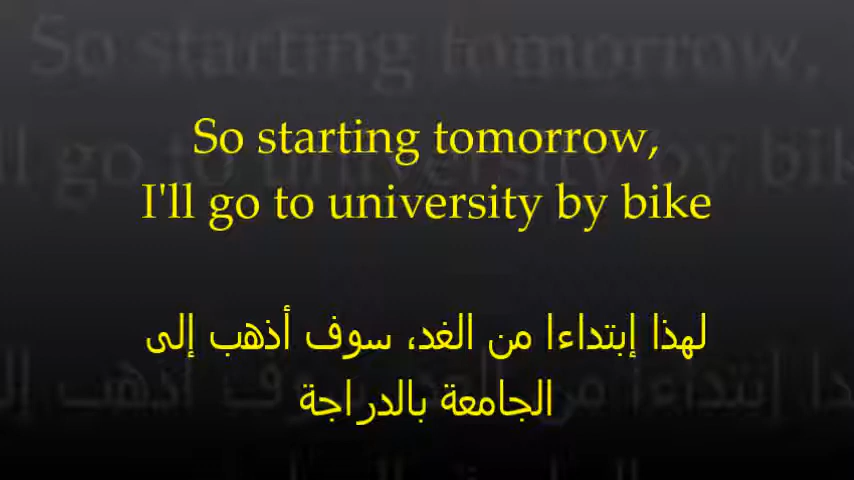 So starting tomorrow,
I'll go to university by bike
لهذا إبتداءا من الغد، سوف أذهب إلى
الجامعة بالدراجة